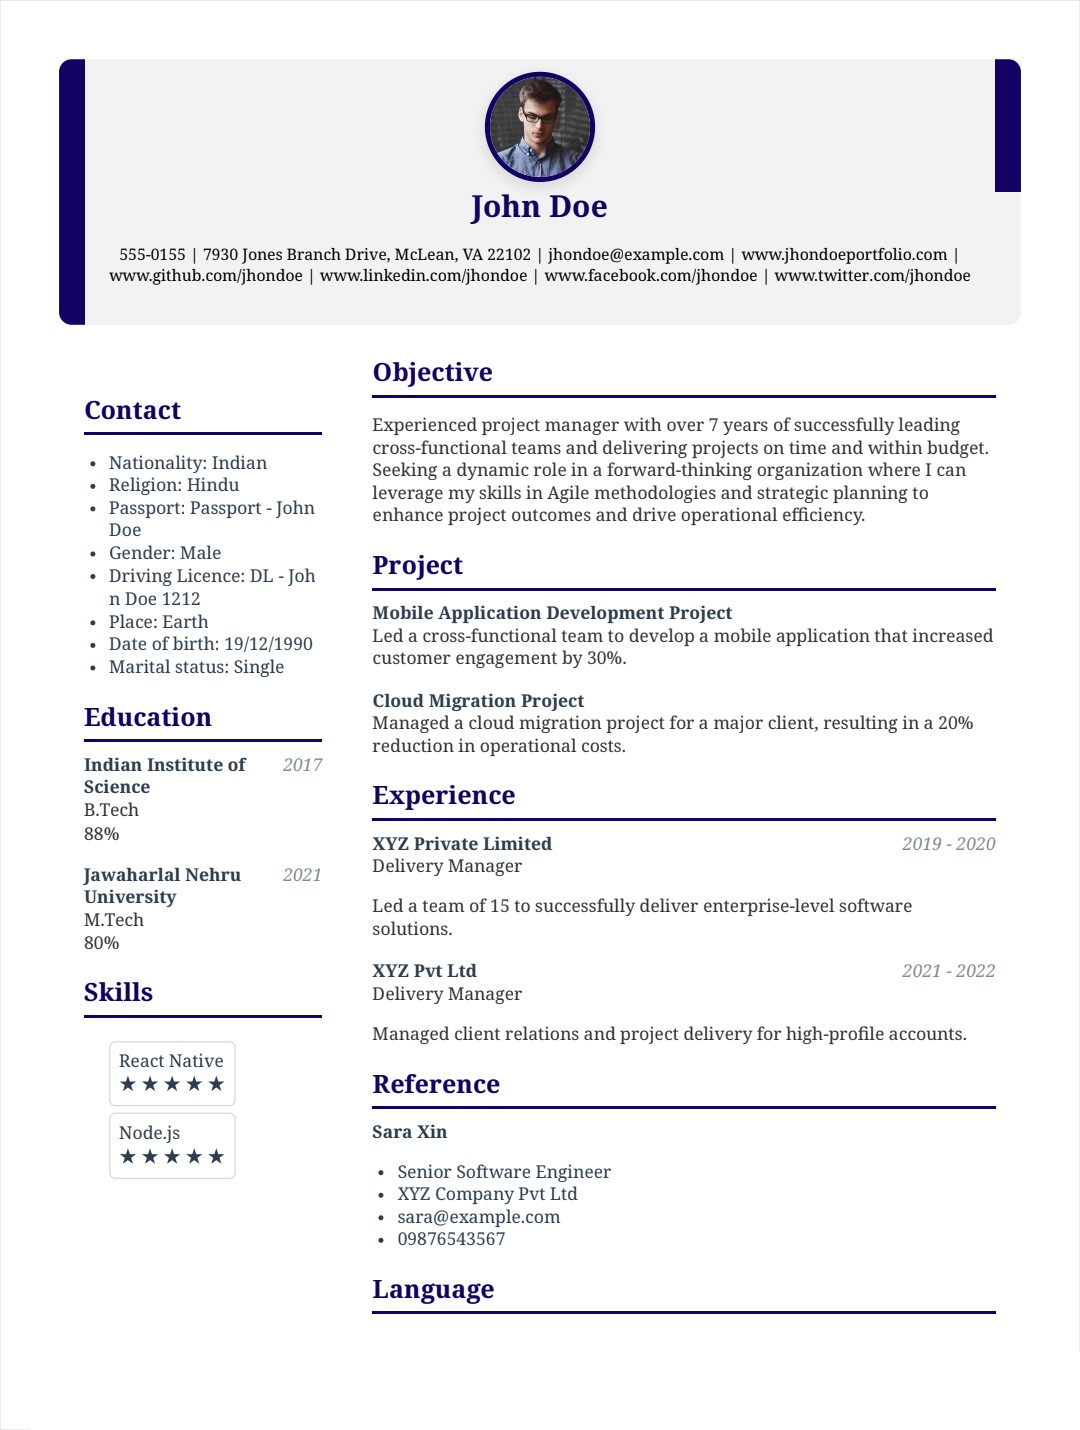 John Doe
555-0155 | 7930 Jones Branch Drive, McLean, VA 22102 | jhondoe@example.com | www.jhondoeportfolio.com |
www.github.com/jhondoe | www.linkedin.com/jhondoe | www.facebook.com/jhondoe | www.twitter.com/jhondoe
Contact
• Nationality: Indian
• Religion: Hindu
• Passport: Passport - John
Doe
• Gender: Male
• Driving Licence: DL - Joh
n Doe 1212
• Place: Earth
• Date of birth: 19/12/1990
• Marital status: Single
Education
Indian Institute of 2017
Science
B.Tech
88%
Jawaharlal Nehru 2021
University
M.Tech
80%
Skills
React Native
★ ★ ★ ★ ★
Node.js
★ ★ ★ ★ ★
Objective
Experienced project manager with over 7 years of successfully leading
cross-functional teams and delivering projects on time and within budget.
Seeking a dynamic role in a forward-thinking organization where I can
leverage my skills in Agile methodologies and strategic planning to
enhance project outcomes and drive operational efficiency.
Project
Mobile Application Development Project
Led a cross-functional team to develop a mobile application that increased
customer engagement by 30%.
Cloud Migration Project
Managed a cloud migration project for a major client, resulting in a 20%
reduction in operational costs.
Experience
XYZ Private Limited 2019 - 2020
Delivery Manager
Led a team of 15 to successfully deliver enterprise-level software
solutions.
XYZ Pvt Ltd 2021 - 2022
Delivery Manager
Managed client relations and project delivery for high-profile accounts.
Reference
Sara Xin
• Senior Software Engineer
• XYZ Company Pvt Ltd
• sara@example.com
• 09876543567
Language